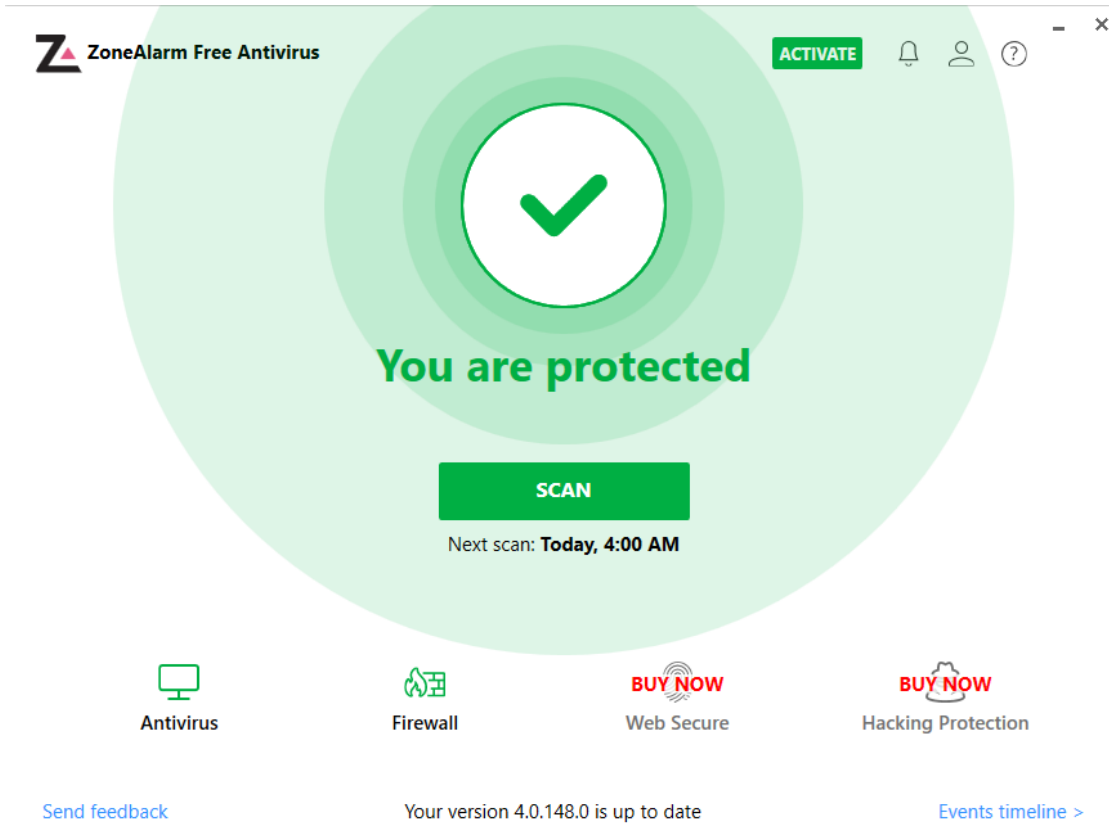 ZoneAlarm Free Antivirus
ACTIVATE
You are protected
SCAN
Next scan: Today, 4:00 AM
BUY NOW
BUY NOW
Antivirus
Firewall
Web Secure
Hacking Protection
Send feedback
Your version 4.0.148.0 is up to date
Events timeline >